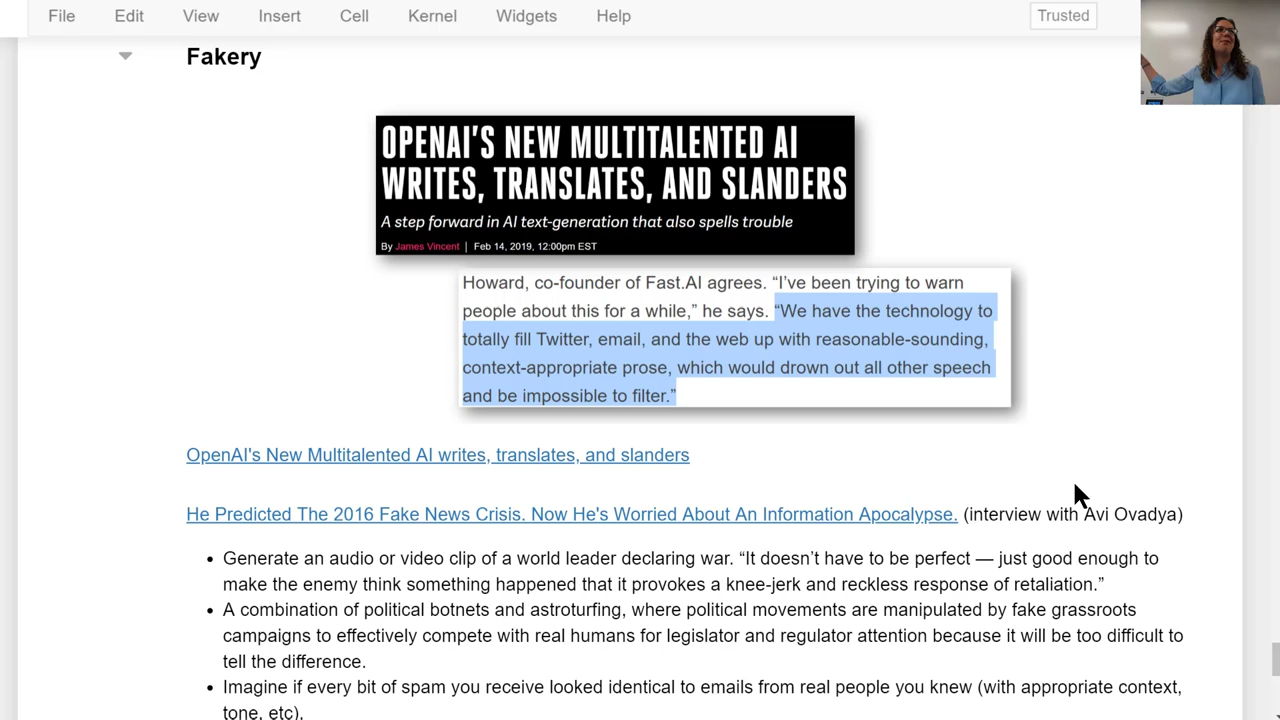 File Edit View Insert Cell Kernel Widgets Help Trusted
Fakery
OPENAI'S NEW MULTITALENTED AI
WRITES, TRANSLATES, AND SLANDERS
A step forward in AI text-generation that also spells trouble
By James Vincent | Feb 14, 2019, 12:00pm EST
Howard, co-founder of Fast.AI agrees. “I’ve been trying to warn
people about this for a while,” he says. “We have the technology to
totally fill Twitter, email, and the web up with reasonable-sounding,
context-appropriate prose, which would drown out all other speech
and be impossible to filter.”
OpenAI's New Multitalented AI writes, translates, and slanders
He Predicted The 2016 Fake News Crisis. Now He's Worried About An Information Apocalypse. (interview with Avi Ovadya)
• Generate an audio or video clip of a world leader declaring war. “It doesn’t have to be perfect — just good enough to
make the enemy think something happened that it provokes a knee-jerk and reckless response of retaliation.”
• A combination of political botnets and astroturfing, where political movements are manipulated by fake grassroots
campaigns to effectively compete with real humans for legislator and regulator attention because it will be too difficult to
tell the difference.
• Imagine if every bit of spam you receive looked identical to emails from real people you knew (with appropriate context,
tone, etc).